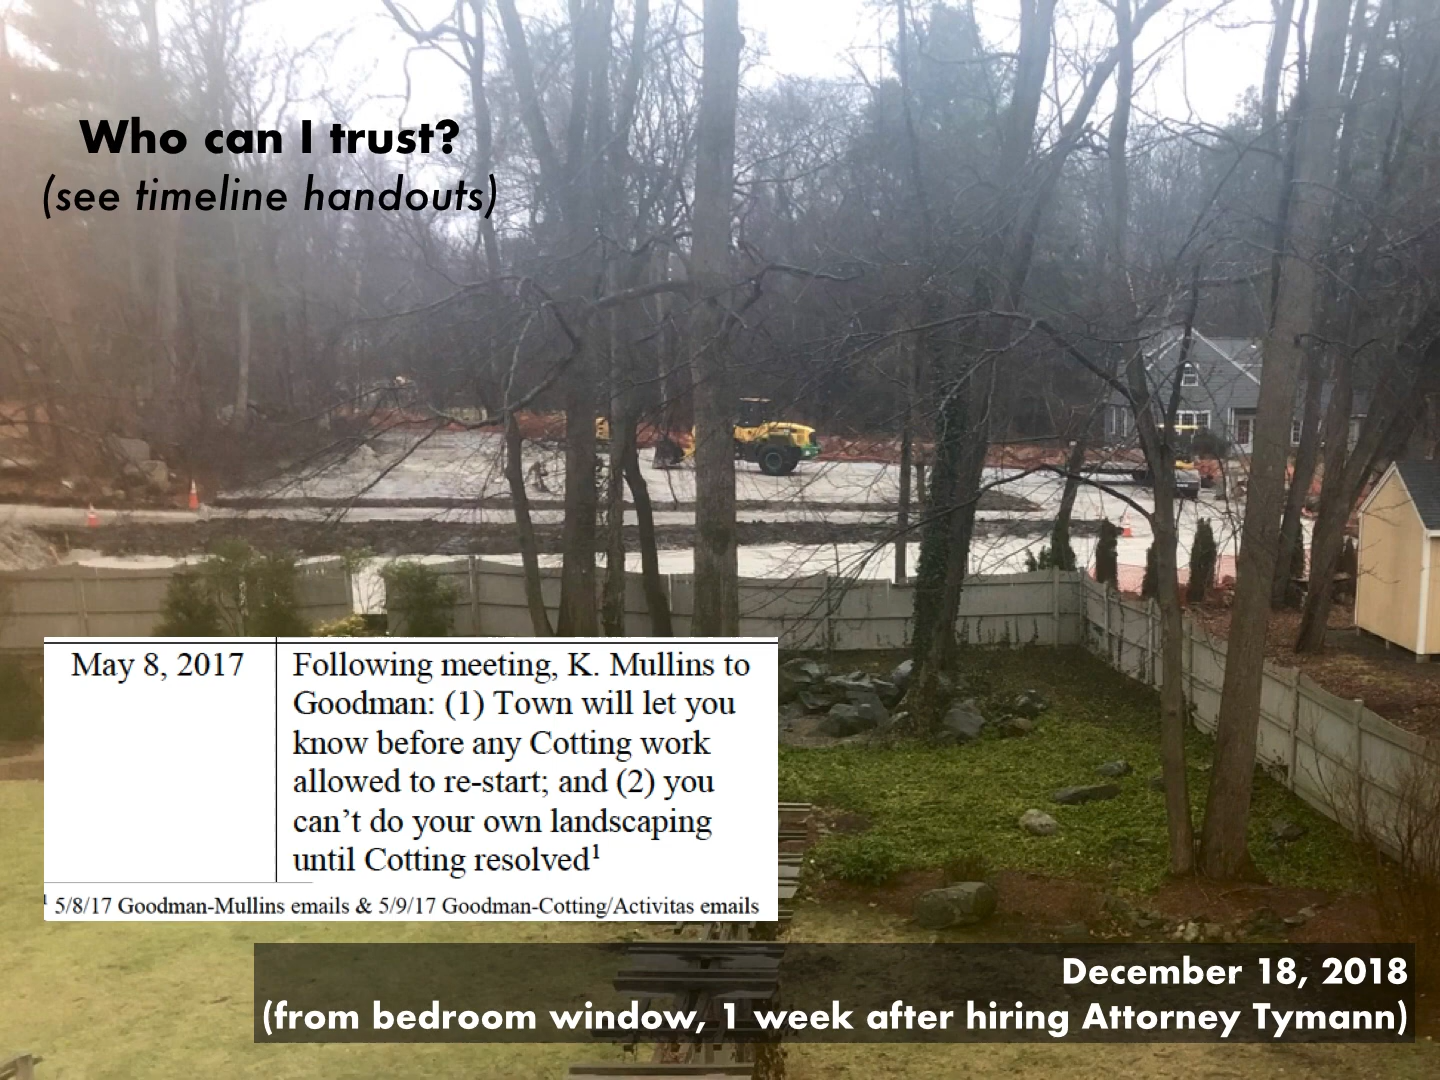 Who can I trust?
(see timeline handouts)
May 8, 2017
Following meeting, K. Mullins to
Goodman: (1) Town will let you
know before any Cotting work
allowed to re-start; and (2) you
can’t do your own landscaping
until Cotting resolved¹
¹ 5/8/17 Goodman-Mullins emails & 5/9/17 Goodman-Cotting/Activitas emails
December 18, 2018
(from bedroom window, 1 week after hiring Attorney Tymann)